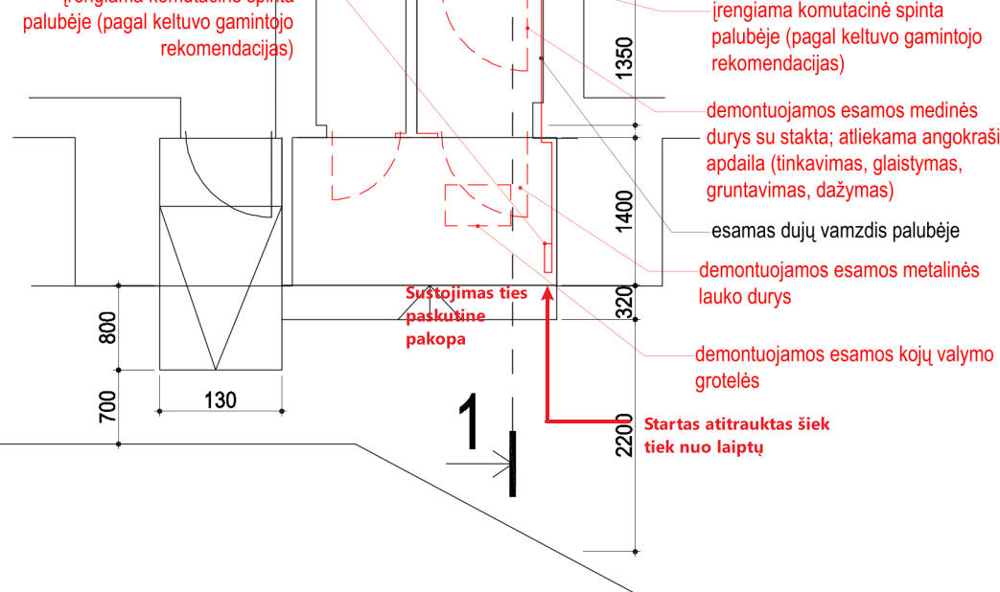 įrengiama komutacinė spinta
palubėje (pagal keltuvo gamintojo
rekomendacijas)
įrengiama komutacinė spinta
palubėje (pagal keltuvo gamintojo
rekomendacijas)
1350
demontuojamos esamos medinės
durys su stakta; atliekama angokraši
apdaila (tinkavimas, glaistymas,
gruntavimas, dažymas)
1400
esamas dujų vamzdis palubėje
demontuojamos esamos metalinės
lauko durys
320
Sustojimas ties
paskutine
pakopa
800
demontuojamos esamos kojų valymo
grotelės
700
130
1
2200
Startas atitrauktas šiek
tiek nuo laiptų